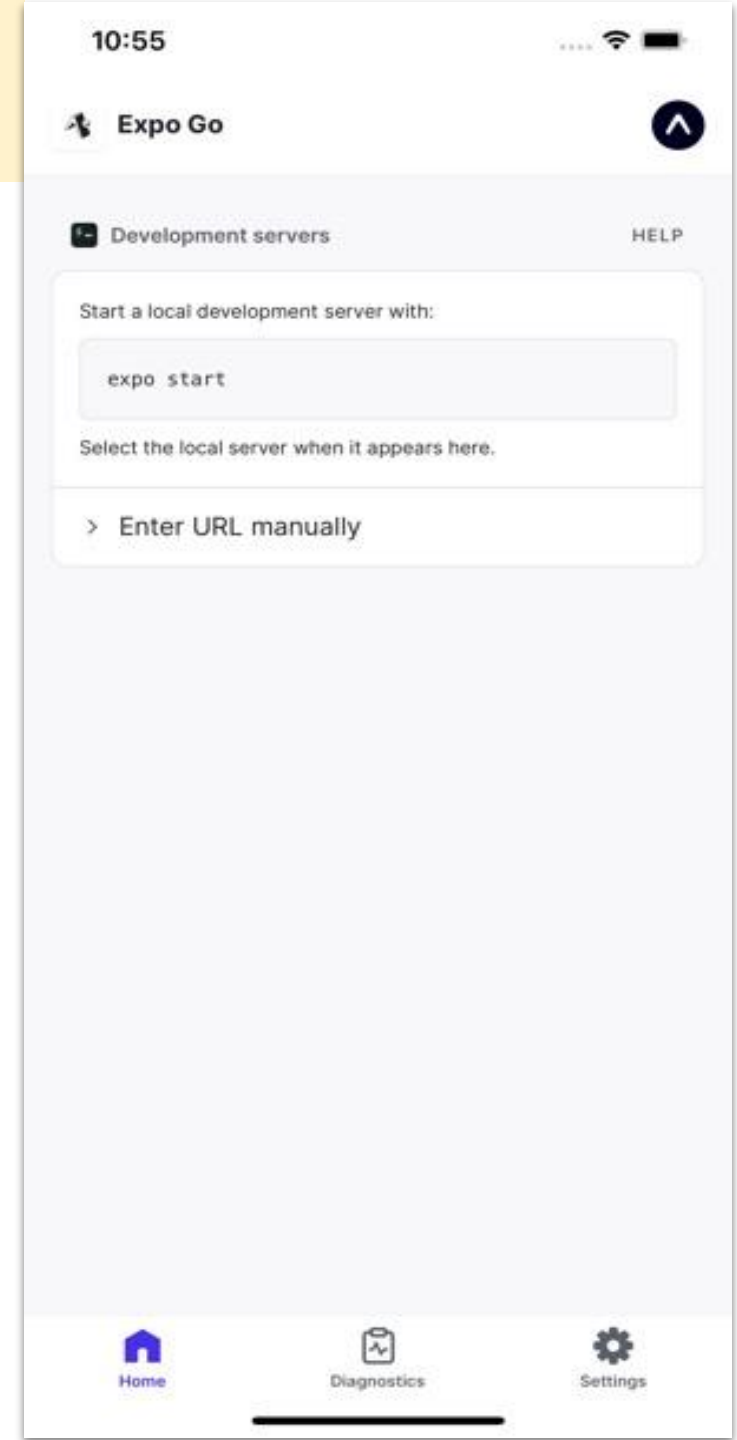 10:55
Expo Go
Development servers
HELP
Start a local development server with:
expo start
Select the local server when it appears here.
> Enter URL manually
Home
Diagnostics
Settings